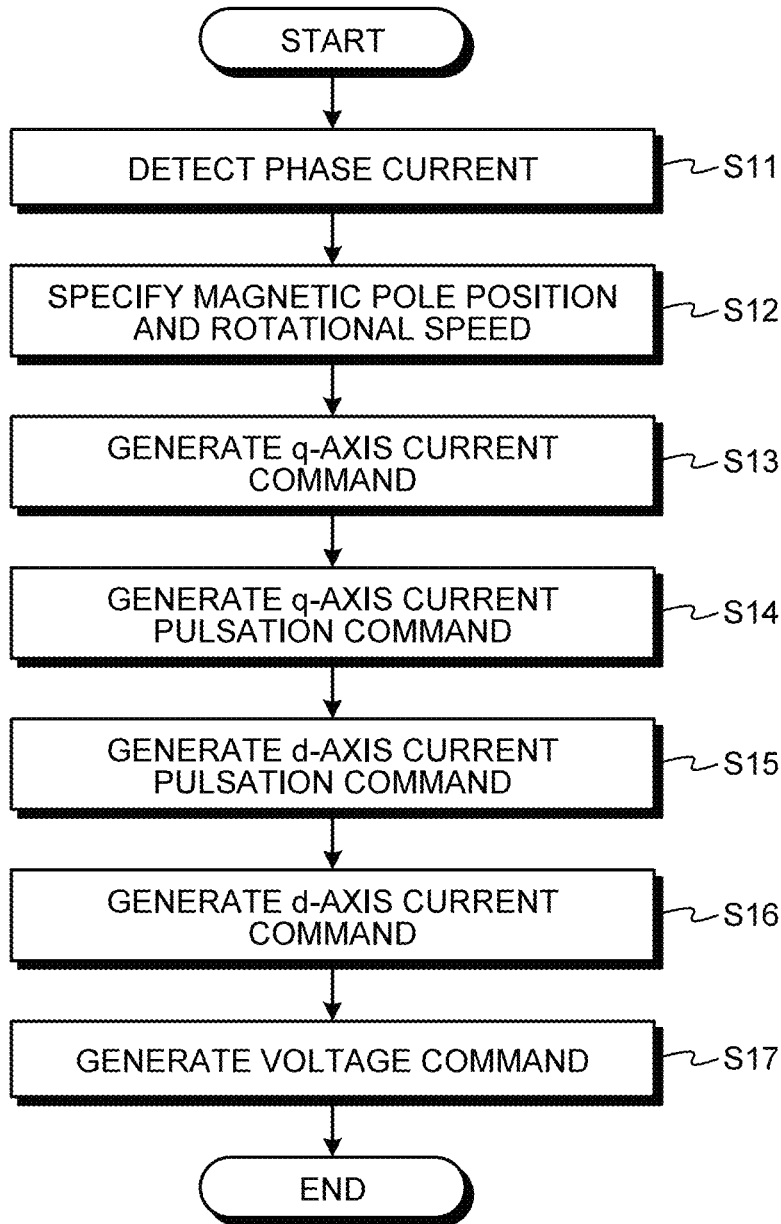 START
DETECT PHASE CURRENT
S11
SPECIFY MAGNETIC POLE POSITION
AND ROTATIONAL SPEED
S12
GENERATE q-AXIS CURRENT
COMMAND
S13
GENERATE q-AXIS CURRENT
PULSATION COMMAND
S14
GENERATE d-AXIS CURRENT
PULSATION COMMAND
S15
GENERATE d-AXIS CURRENT
COMMAND
S16
GENERATE VOLTAGE COMMAND
S17
END